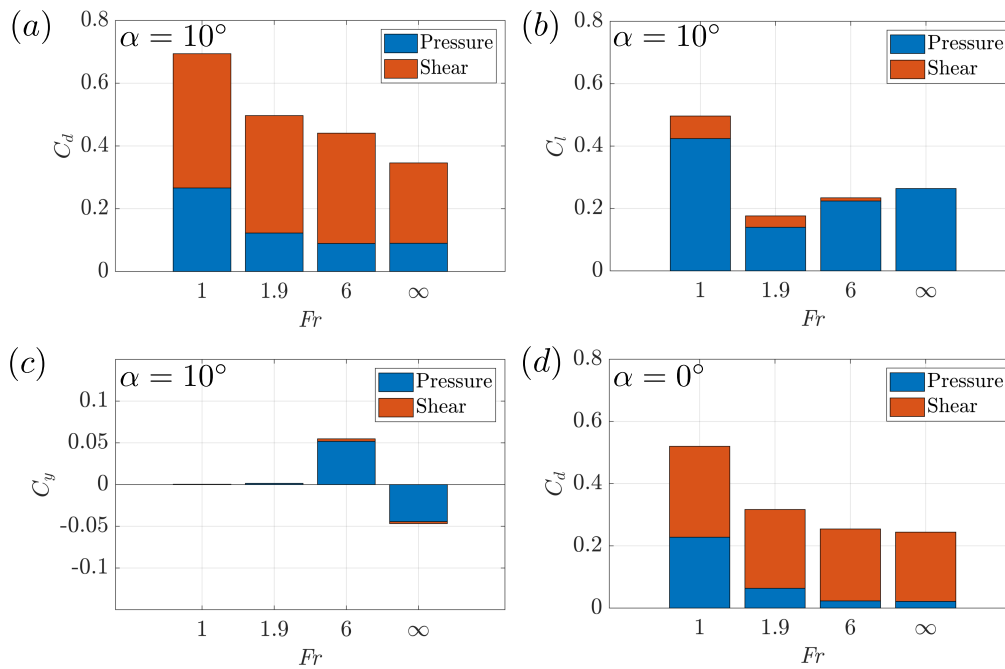 (a)
α = 10°
Pressure
Shear
0.8
0.6
0.4
0.2
0
C_d
1 1.9 6 ∞
Fr
(b)
α = 10°
Pressure
Shear
0.8
0.6
0.4
0.2
0
C_l
1 1.9 6 ∞
Fr
(c)
α = 10°
Pressure
Shear
0.1
0.05
0
-0.05
-0.1
C_y
1 1.9 6 ∞
Fr
(d)
α = 0°
Pressure
Shear
0.8
0.6
0.4
0.2
0
C_d
1 1.9 6 ∞
Fr